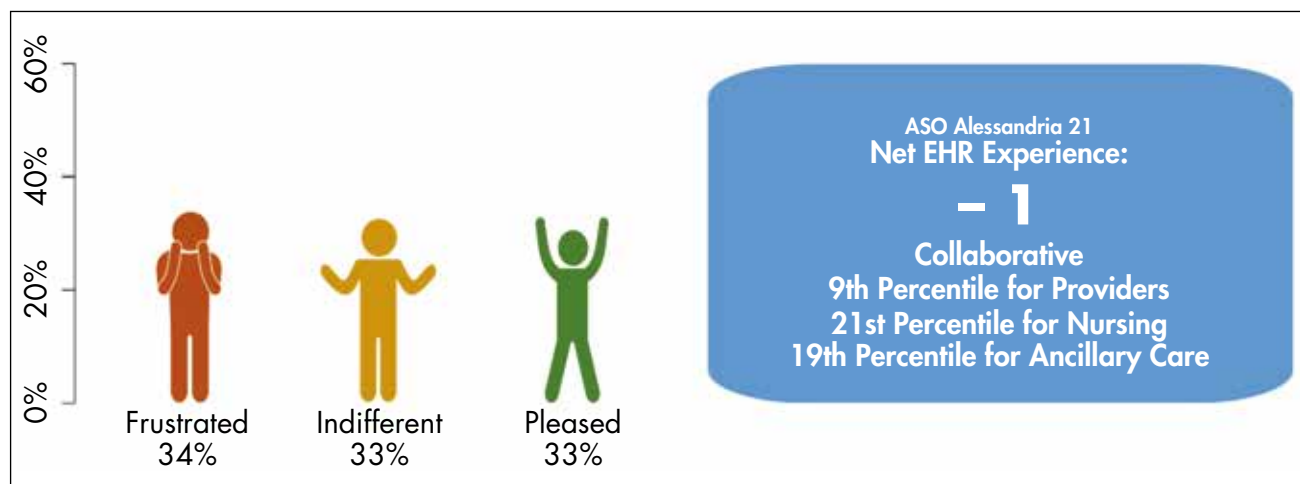 60%
40%
20%
0%
Frustrated
34%
Indifferent
33%
Pleased
33%
ASO Alessandria 21
Net EHR Experience:
– 1
Collaborative
9th Percentile for Providers
21st Percentile for Nursing
19th Percentile for Ancillary Care